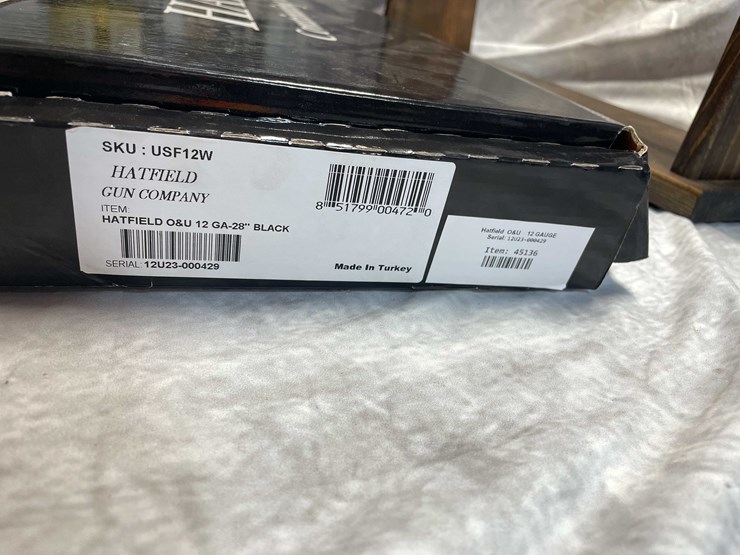 SKU : USF12W
HATFIELD
GUN COMPANY
ITEM:
HATFIELD O&U 12 GA-28" BLACK
SERIAL: 12U23-000429
8 51799 00472 0
Made In Turkey
Hatfield O&U 12 GAUGE
Serial: 12U23-000429
Item: 45136